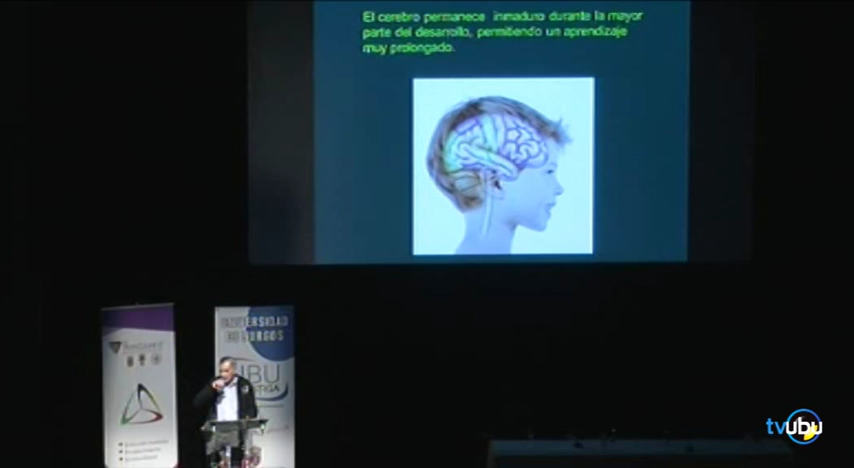 El cerebro permanece inmaduro durante la mayor
parte del desarrollo, permitiendo un aprendizaje
muy prolongado.
UNIVERSIDAD
DE BURGOS
UBU
tvubu